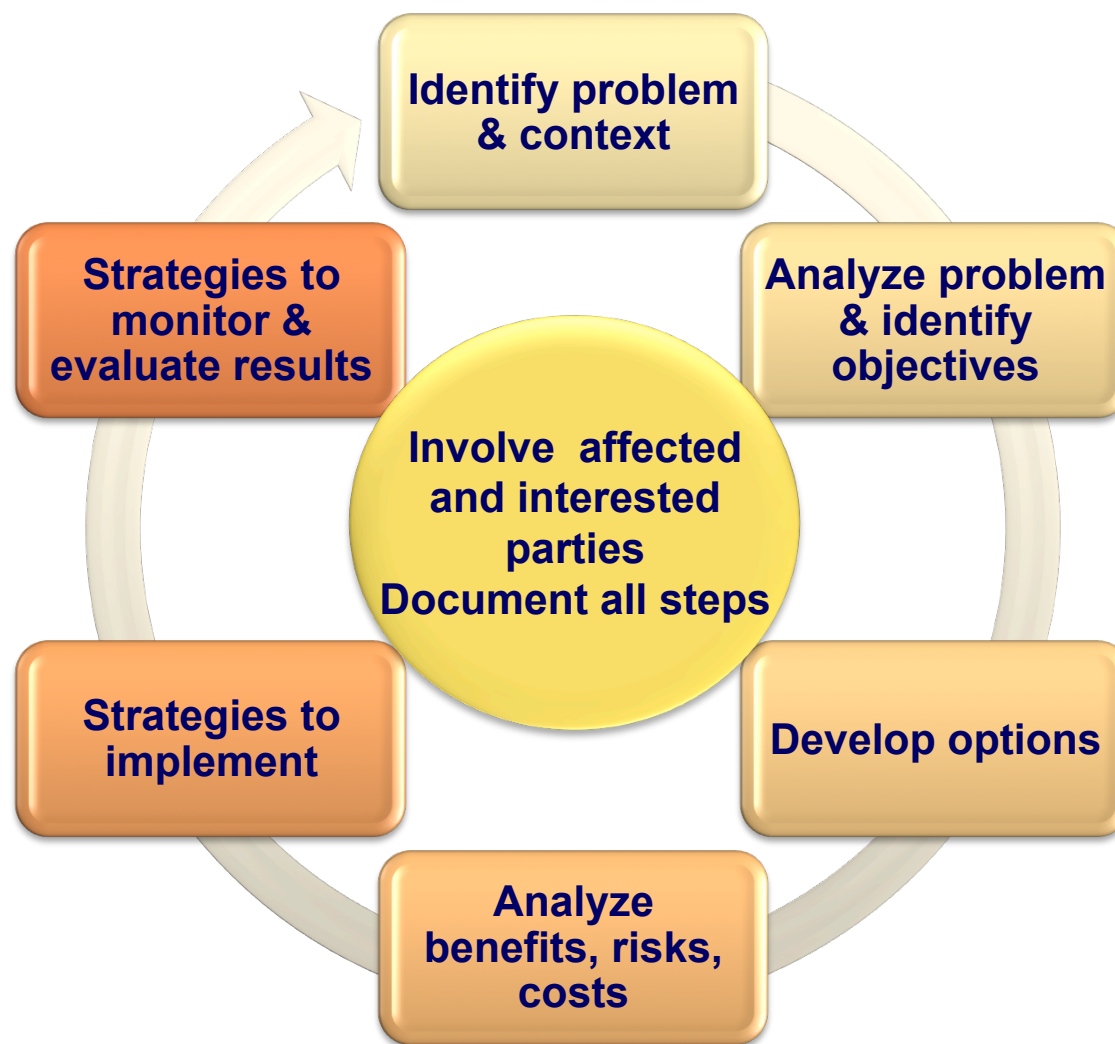 Identify problem
& context
Analyze problem
& identify
objectives
Develop options
Analyze
benefits, risks,
costs
Strategies to
implement
Strategies to
monitor &
evaluate results
Involve  affected
and interested
parties
Document all steps